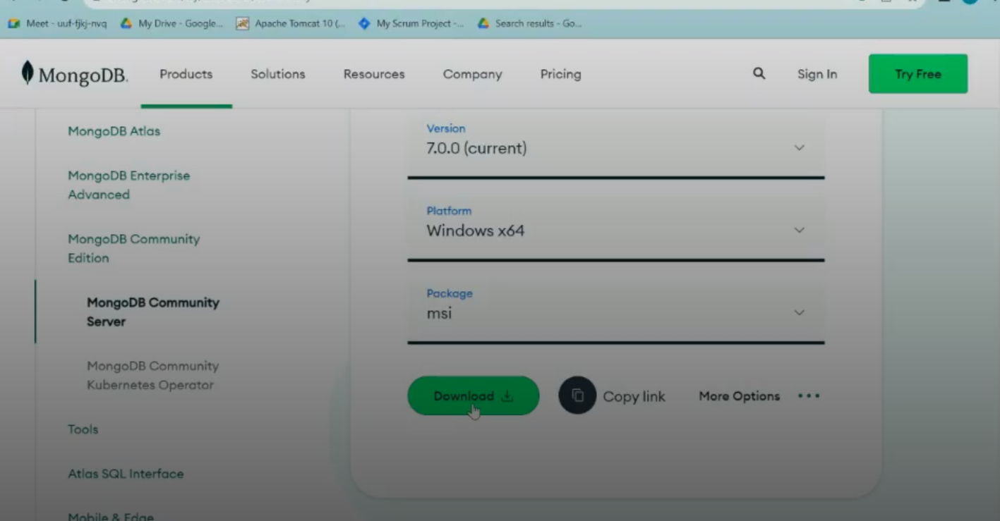 Meet - uuf-fjkj-nvq My Drive - Google... Apache Tomcat 10 (... My Scrum Project -... Search results - Go...
MongoDB. Products Solutions Resources Company Pricing Sign In Try Free
MongoDB Atlas
MongoDB Enterprise
Advanced
MongoDB Community
Edition
MongoDB Community
Server
MongoDB Community
Kubernetes Operator
Tools
Atlas SQL Interface
Mobile & Edge
Version
7.0.0 (current)
Platform
Windows x64
Package
msi
Download Copy link More Options